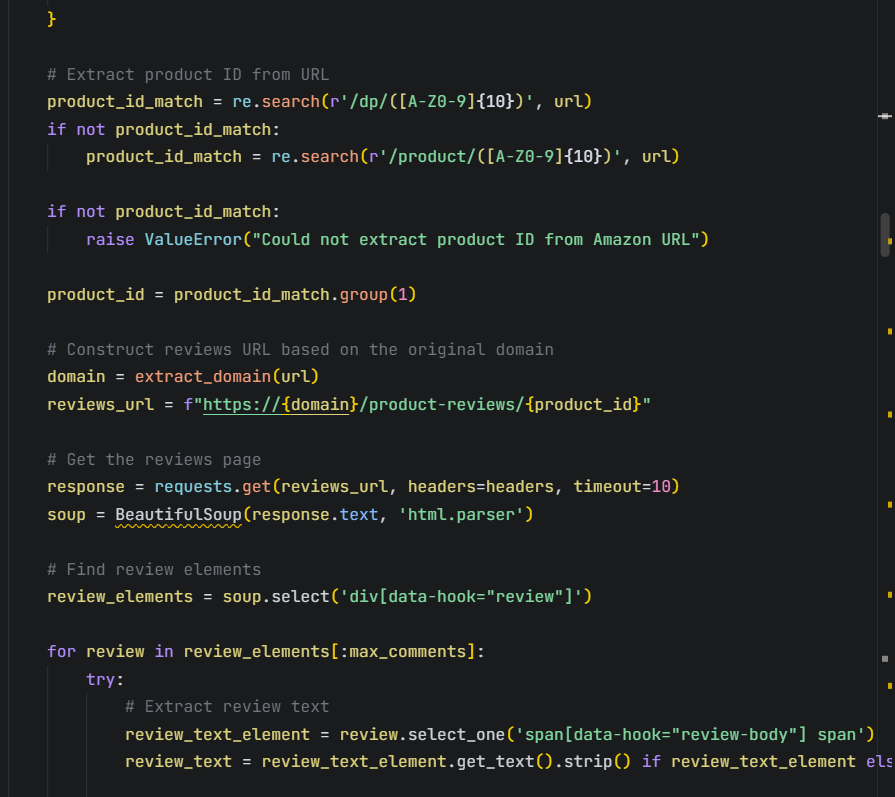 }
# Extract product ID from URL
product_id_match = re.search(r'/dp/([A-Z0-9]{10})', url)
if not product_id_match:
product_id_match = re.search(r'/product/([A-Z0-9]{10})', url)
if not product_id_match:
raise ValueError("Could not extract product ID from Amazon URL")
product_id = product_id_match.group(1)
# Construct reviews URL based on the original domain
domain = extract_domain(url)
reviews_url = f"https://{domain}/product-reviews/{product_id}"
# Get the reviews page
response = requests.get(reviews_url, headers=headers, timeout=10)
soup = BeautifulSoup(response.text, 'html.parser')
# Find review elements
review_elements = soup.select('div[data-hook="review"]')
for review in review_elements[:max_comments]:
try:
# Extract review text
review_text_element = review.select_one('span[data-hook="review-body"] span')
review_text = review_text_element.get_text().strip() if review_text_element els